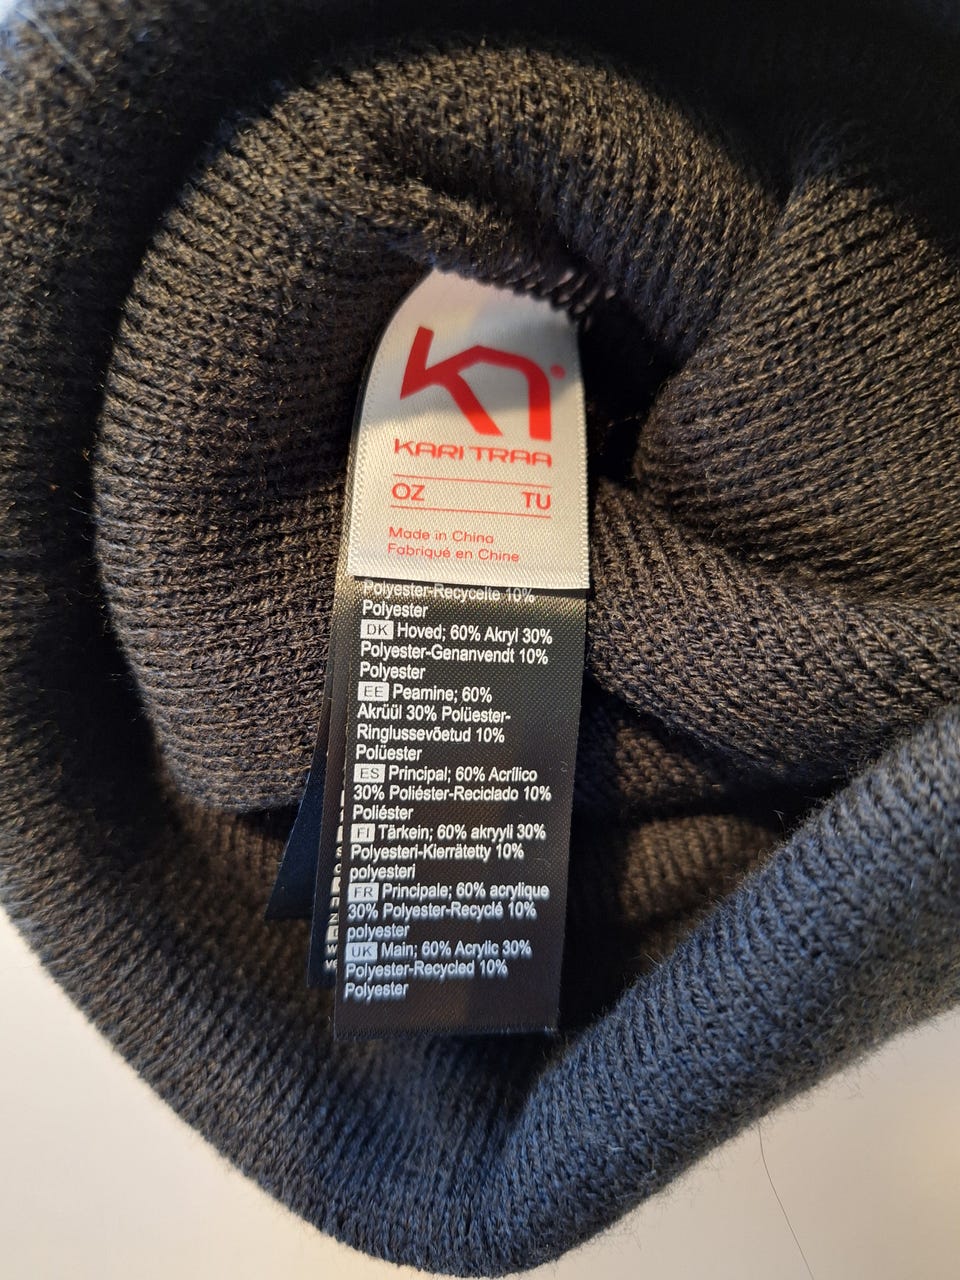 KARI TRAA
OZ TU
Made in China
Fabriqué en Chine
Polyester-Recycelte 10%
Polyester
DK Hoved; 60% Akryl 30%
Polyester-Genanvendt 10%
Polyester
EE Peamine; 60%
Akrüül 30% Polüester-
Ringlussevõetud 10%
Polüester
ES Principal; 60% Acrílico
30% Poliéster-Reciclado 10%
Poliéster
FI Tärkein; 60% akryyli 30%
Polyesteri-Kierrätetty 10%
polyesteri
FR Principale; 60% acrylique
30% Polyester-Recyclé 10%
polyester
UK Main; 60% Acrylic 30%
Polyester-Recycled 10%
Polyester